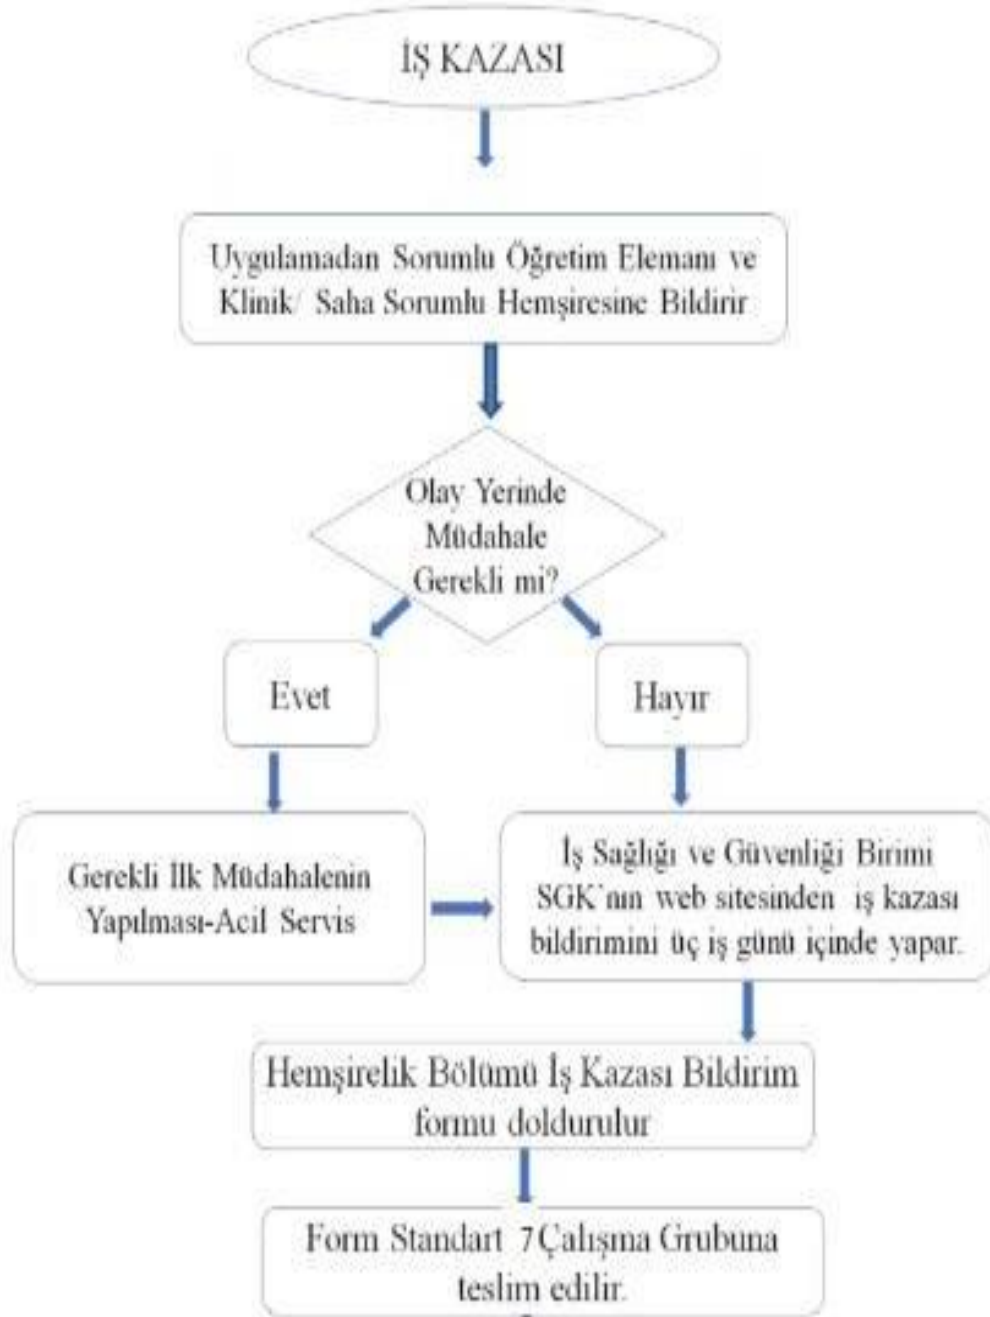 İŞ KAZASI
Uygulamadan Sorumlu Öğretim Elemanı ve
Klinik/ Saha Sorumlu Hemşiresine Bildirir
Olay Yerinde
Müdahale
Gerekli mi?
Evet
Hayır
Gerekli İlk Müdahalenin
Yapılması-Acil Servis
İş Sağlığı ve Güvenliği Birimi
SGK'nın web sitesinden iş kazası
bildirimini üç iş günü içinde yapar.
Hemşirelik Bölümü İş Kazası Bildirim
formu doldurulur
Form Standart 7 Çalışma Grubuna
teslim edilir.